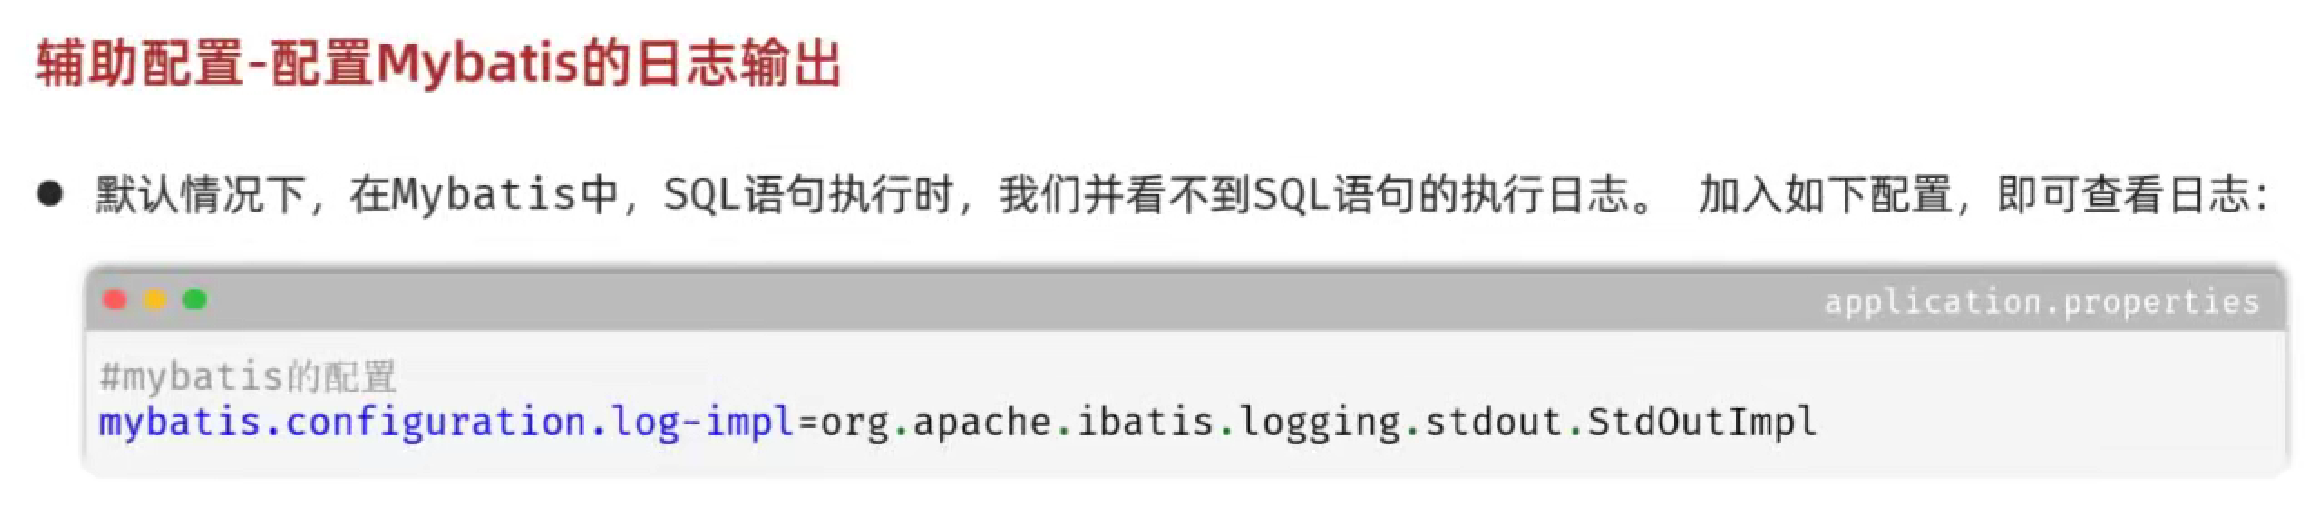 辅助配置-配置Mybatis的日志输出
默认情况下，在Mybatis中，SQL语句执行时，我们并看不到SQL语句的执行日志。 加入如下配置，即可查看日志：
application.properties
#mybatis的配置
mybatis.configuration.log-impl=org.apache.ibatis.logging.stdout.StdOutImpl